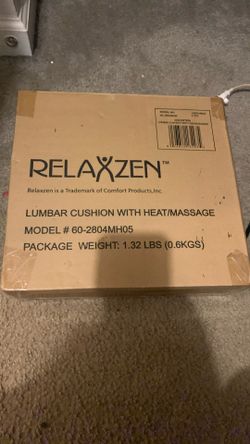 RELAXZEN™
Relaxzen is a Trademark of Comfort Products,Inc
LUMBAR CUSHION WITH HEAT/MASSAGE
MODEL # 60-2804MH05
PACKAGE WEIGHT: 1.32 LBS (0.6KGS)